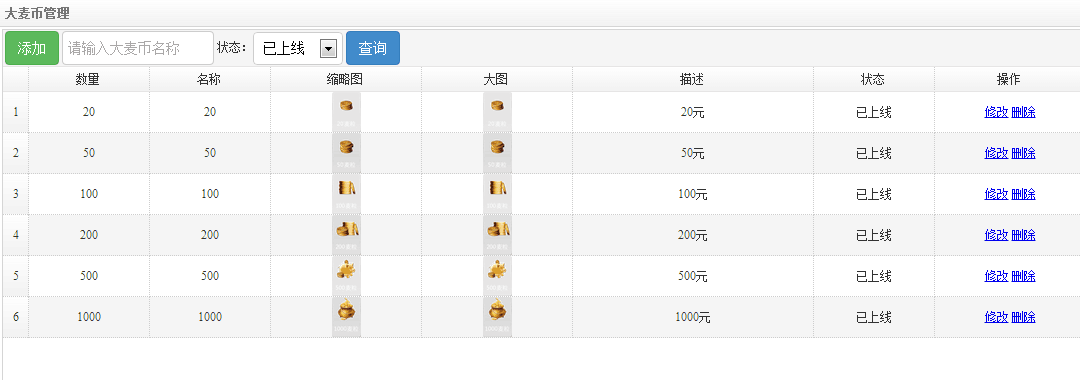 大麦币管理
添加 请输入大麦币名称 状态: 已上线 查询
数量 名称 缩略图 大图 描述 状态 操作
1 20 20 20元 已上线 修改 删除
2 50 50 50元 已上线 修改 删除
3 100 100 100元 已上线 修改 删除
4 200 200 200元 已上线 修改 删除
5 500 500 500元 已上线 修改 删除
6 1000 1000 1000元 已上线 修改 删除